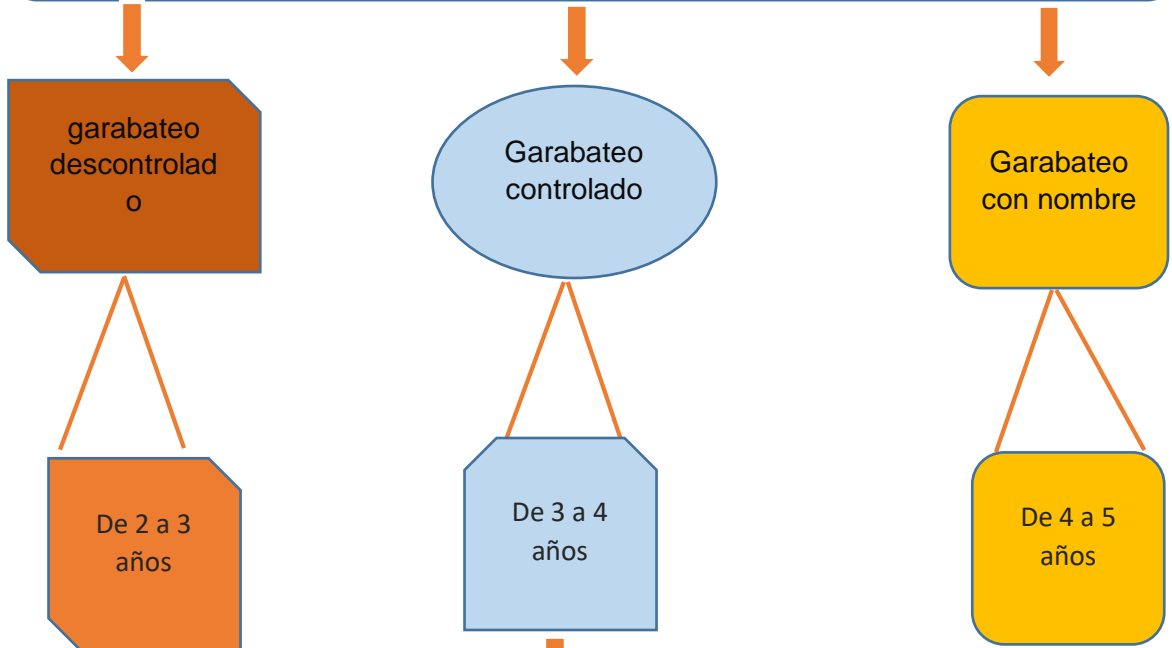 garabateo
descontrolad
o
Garabateo
controlado
Garabateo
con nombre
De 2 a 3
años
De 3 a 4
años
De 4 a 5
años